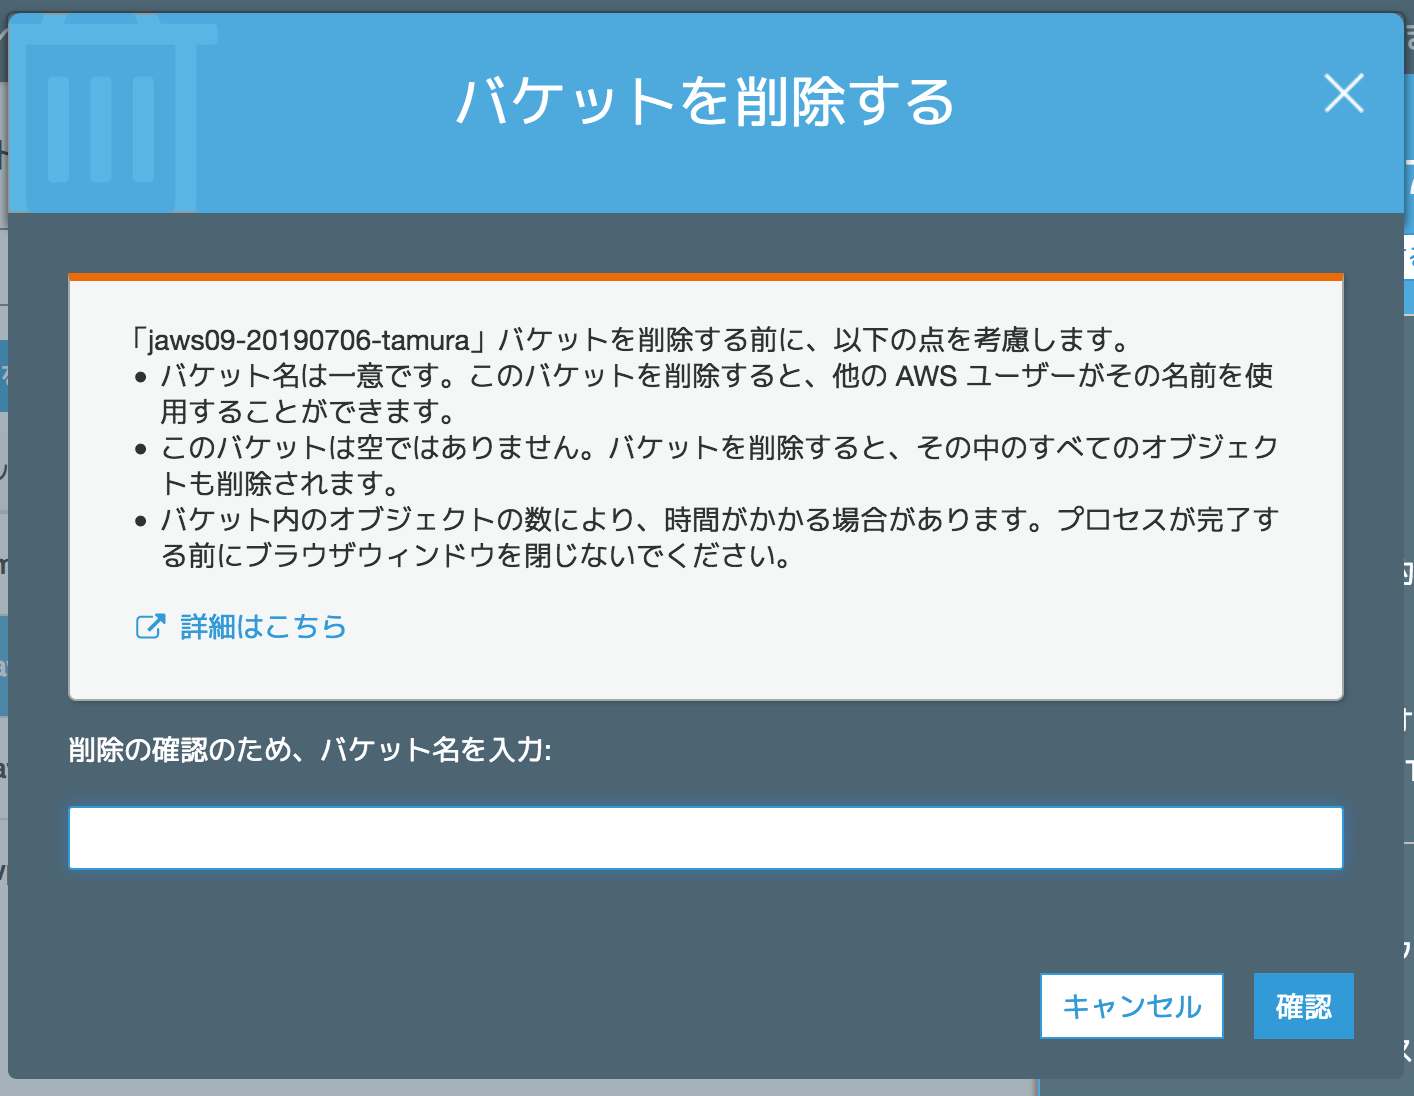 バケットを削除する
「jaws09-20190706-tamura」バケットを削除する前に、以下の点を考慮します。
• バケット名は一意です。このバケットを削除すると、他の AWS ユーザーがその名前を使
用することができます。
• このバケットは空ではありません。バケットを削除すると、その中のすべてのオブジェク
トも削除されます。
• バケット内のオブジェクトの数により、時間がかかる場合があります。プロセスが完了す
る前にブラウザウィンドウを閉じないでください。
詳細はこちら
削除の確認のため、バケット名を入力:
キャンセル
確認